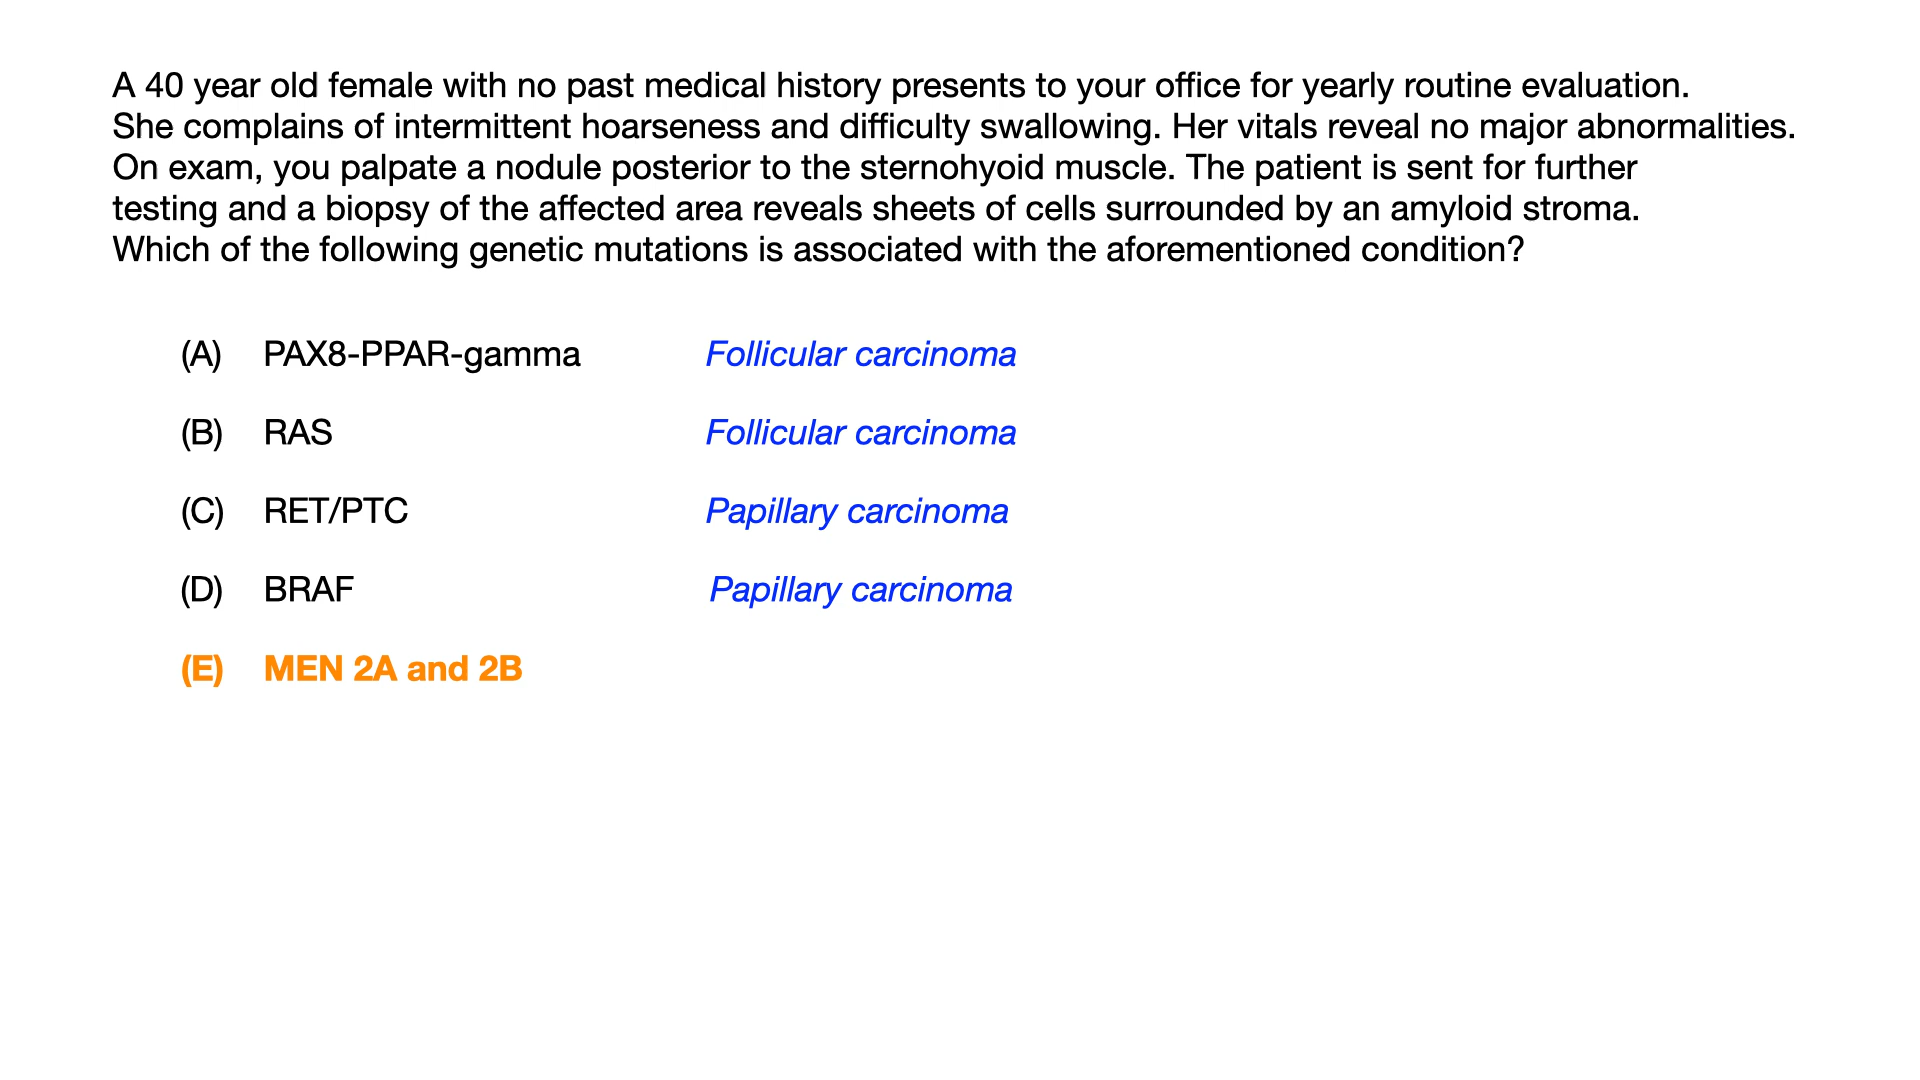 A 40 year old female with no past medical history presents to your office for yearly routine evaluation.
She complains of intermittent hoarseness and difficulty swallowing. Her vitals reveal no major abnormalities.
On exam, you palpate a nodule posterior to the sternohyoid muscle. The patient is sent for further
testing and a biopsy of the affected area reveals sheets of cells surrounded by an amyloid stroma.
Which of the following genetic mutations is associated with the aforementioned condition?
(A) PAX8-PPAR-gamma Follicular carcinoma
(B) RAS Follicular carcinoma
(C) RET/PTC Papillary carcinoma
(D) BRAF Papillary carcinoma
(E) MEN 2A and 2B